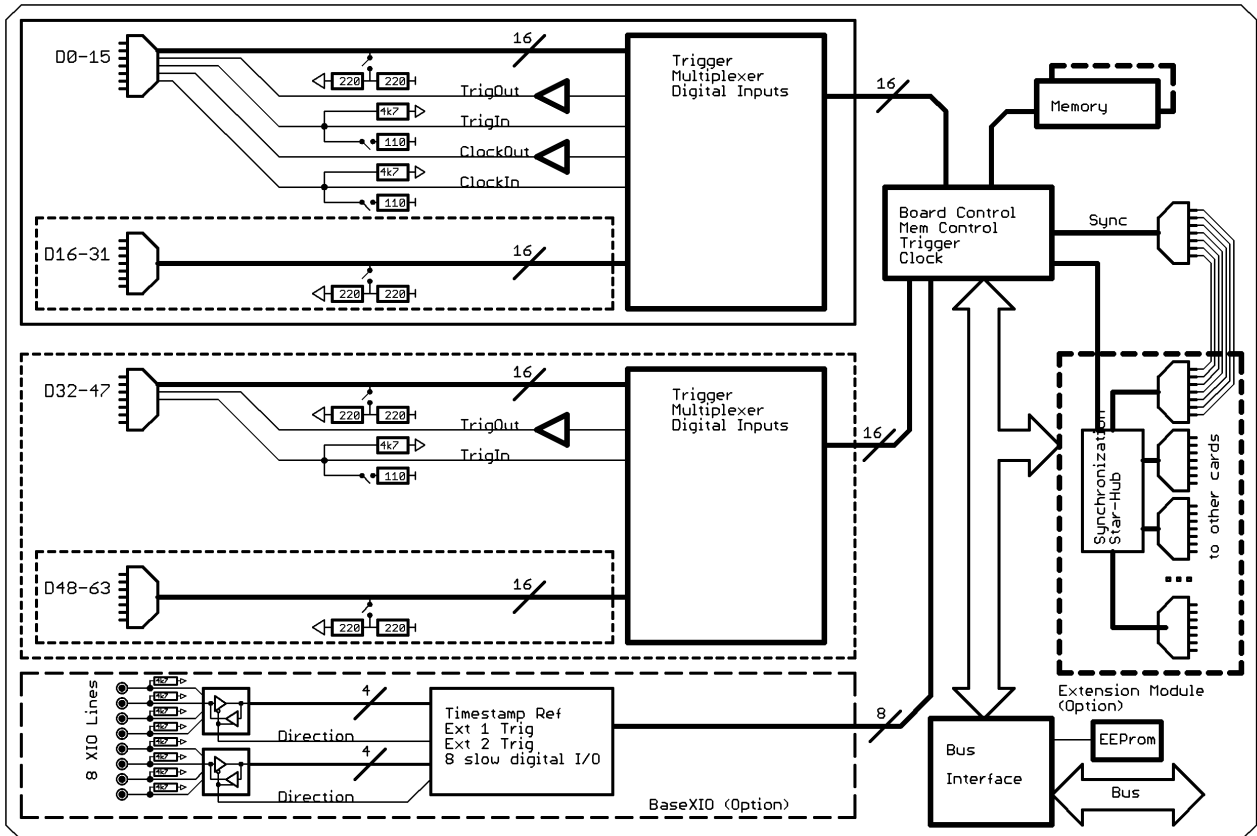 D0-15
16
220
220
TrigOut
4k7
TrigIn
110
ClockOut
4k7
ClockIn
110
Trigger
Multiplexer
Digital Inputs
16
Memory
D16-31
16
220
220
Board Control
Mem Control
Trigger
Clock
Sync
D32-47
16
220
220
TrigOut
4k7
TrigIn
110
Trigger
Multiplexer
Digital Inputs
16
Synchronization
Star-Hub
to other cards
D48-63
16
220
220
Extension Module
(Option)
8 XIO Lines
4k7
4k7
4k7
4k7
4k7
4k7
4k7
4k7
4
Direction
4
Direction
Timestamp Ref
Ext 1 Trig
Ext 2 Trig
8 slow digital I/O
8
BaseXIO (Option)
Bus
Interface
EEProm
Bus